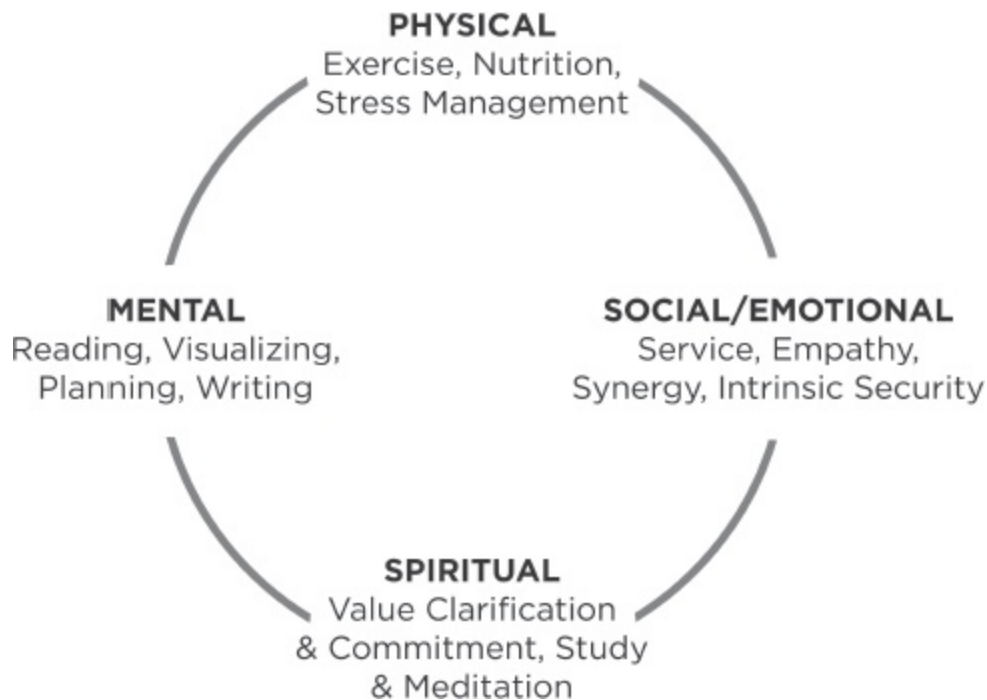 PHYSICAL
Exercise, Nutrition,
Stress Management
MENTAL
Reading, Visualizing,
Planning, Writing
SOCIAL/EMOTIONAL
Service, Empathy,
Synergy, Intrinsic Security
SPIRITUAL
Value Clarification
& Commitment, Study
& Meditation